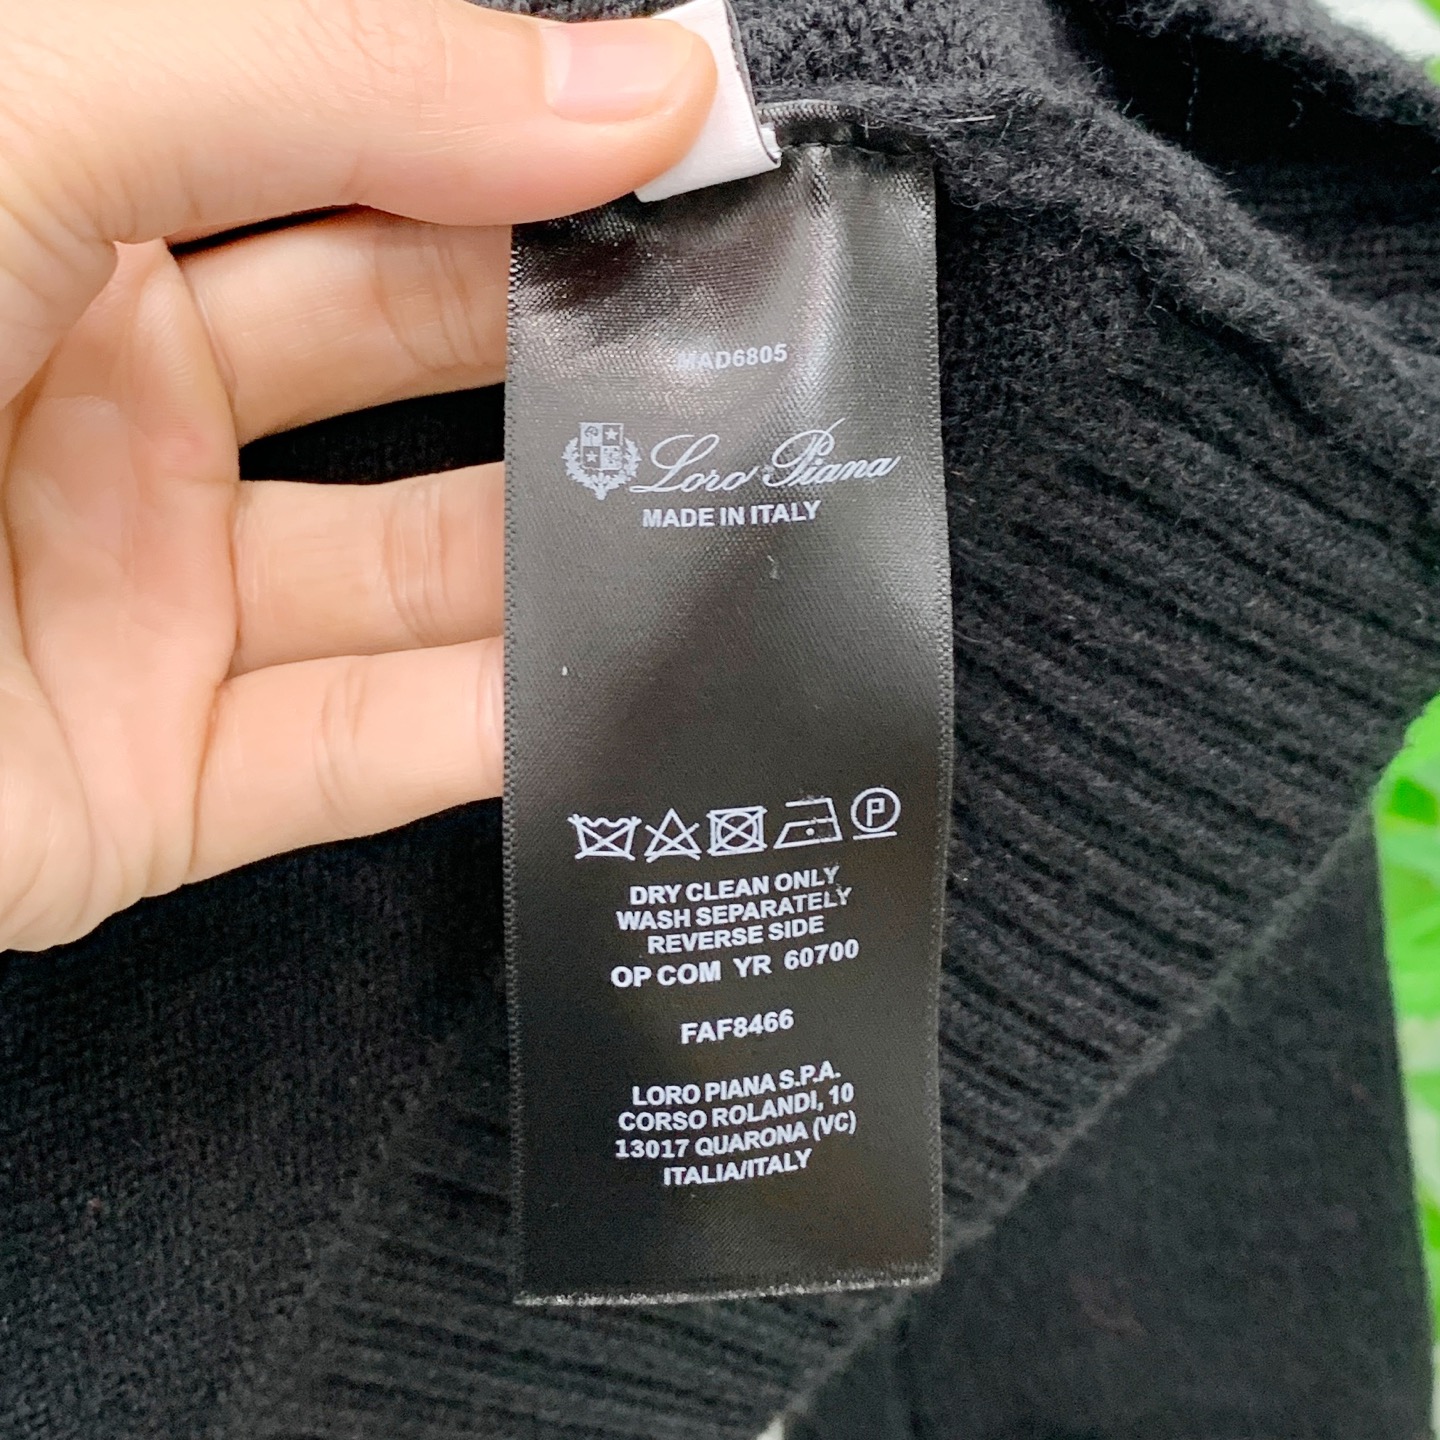 MAD6805
Loro Piana
MADE IN ITALY
P
DRY CLEAN ONLY
WASH SEPARATELY
REVERSE SIDE
OP COM YR 60700
FAF8466
LORO PIANA S.P.A.
CORSO ROLANDI, 10
13017 QUARONA (VC)
ITALIA/ITALY